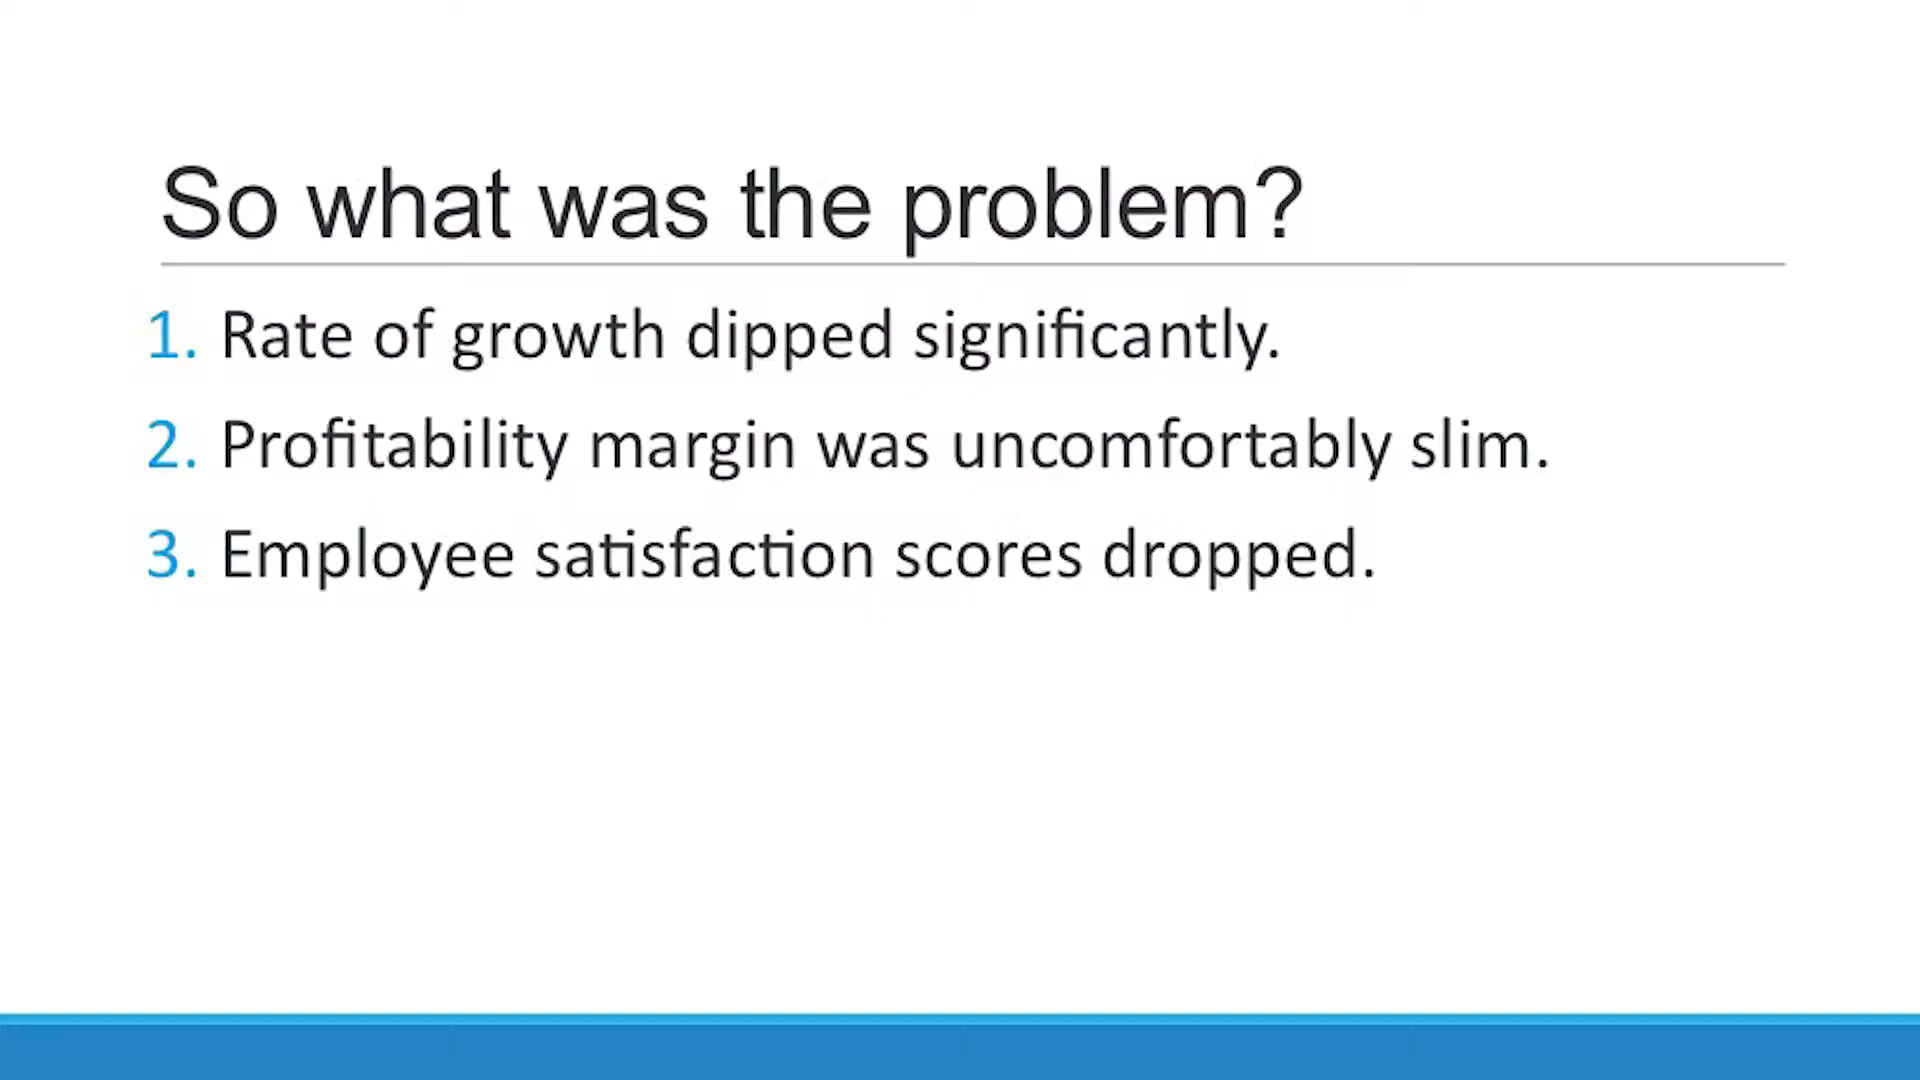 So what was the problem?
1. Rate of growth dipped significantly.
2. Profitability margin was uncomfortably slim.
3. Employee satisfaction scores dropped.